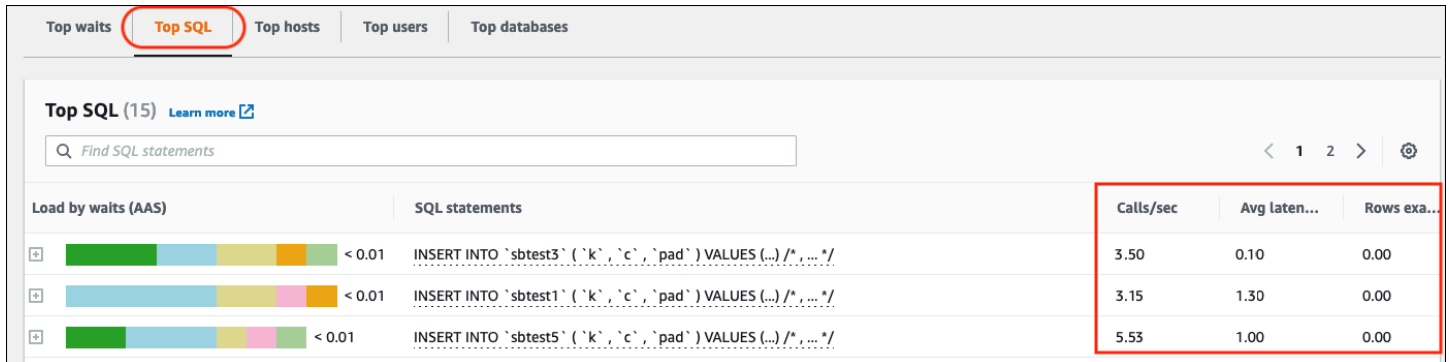 Top waits Top SQL Top hosts Top users Top databases
Top SQL (15) Learn more
Find SQL statements
1 2
Load by waits (AAS) SQL statements Calls/sec Avg laten... Rows exa...
< 0.01 INSERT INTO `sbtest3` ( `k` , `c` , `pad` ) VALUES (...) /* , ... */ 3.50 0.10 0.00
< 0.01 INSERT INTO `sbtest1` ( `k` , `c` , `pad` ) VALUES (...) /* , ... */ 3.15 1.30 0.00
< 0.01 INSERT INTO `sbtest5` ( `k` , `c` , `pad` ) VALUES (...) /* , ... */ 5.53 1.00 0.00